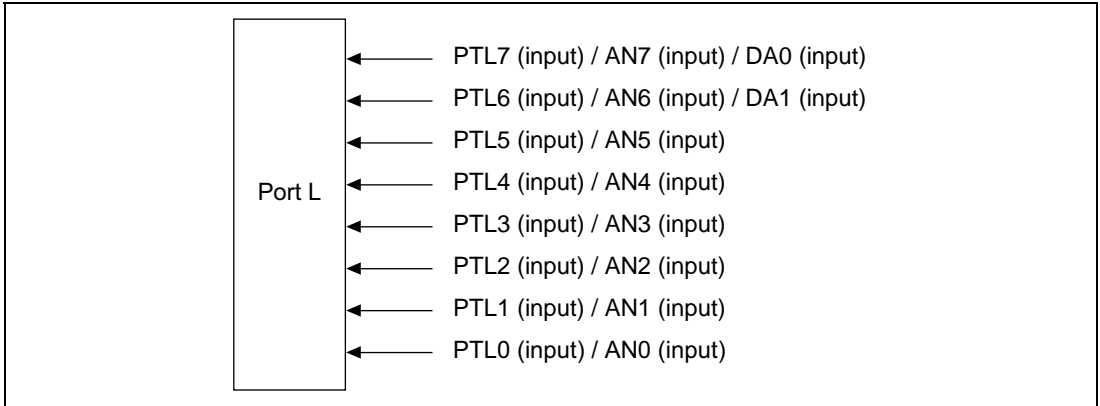 PTL7 (input) / AN7 (input) / DA0 (input)
PTL6 (input) / AN6 (input) / DA1 (input)
PTL5 (input) / AN5 (input)
PTL4 (input) / AN4 (input)
Port L
PTL3 (input) / AN3 (input)
PTL2 (input) / AN2 (input)
PTL1 (input) / AN1 (input)
PTL0 (input) / AN0 (input)